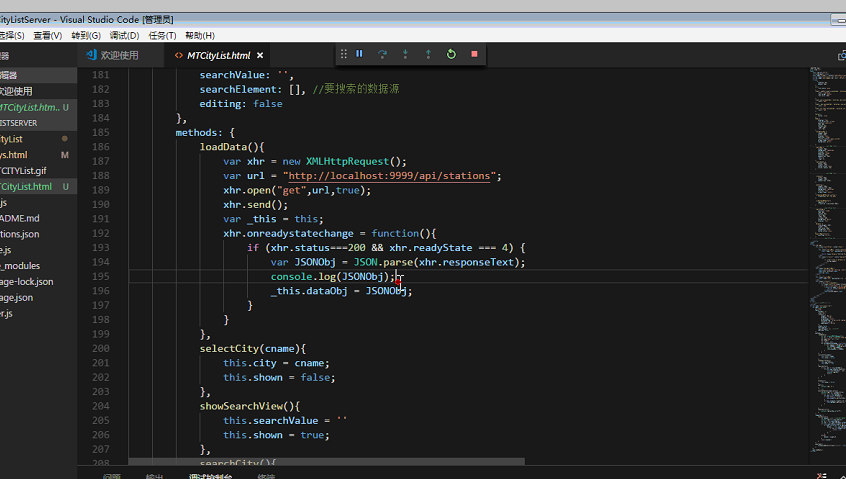 CityListServer - Visual Studio Code [管理员]
选择(S) 查看(V) 转到(G) 调试(D) 任务(T) 帮助(H)
欢迎使用 <> MTCityList.html ×
欢迎使用
MTCityList.htm... U
ISTSERVER
ityList
ys.html M
TCITYList.gif
TCityList.html U
.js
ADME.md
tions.json
e.js
e_modules
age-lock.json
age.json
er.js
181 searchValue: '',
182 searchElement: [], //要搜索的数据源
183 editing: false
184 },
185 methods: {
186 loadData(){
187 var xhr = new XMLHttpRequest();
188 var url = "http://localhost:9999/api/stations";
189 xhr.open("get",url,true);
190 xhr.send();
191 var _this = this;
192 xhr.onreadystatechange = function(){
193 if (xhr.status===200 && xhr.readyState === 4) {
194 var JSONObj = JSON.parse(xhr.responseText);
195 console.log(JSONObj);
196 _this.dataObj = JSONObj;
197 }
198 }
199 },
200 selectCity(cname){
201 this.city = cname;
202 this.shown = false;
203 },
204 showSearchView(){
205 this.searchValue = ''
206 this.shown = true;
207 },
208 searchCity(){
问题 输出 调试控制台 终端